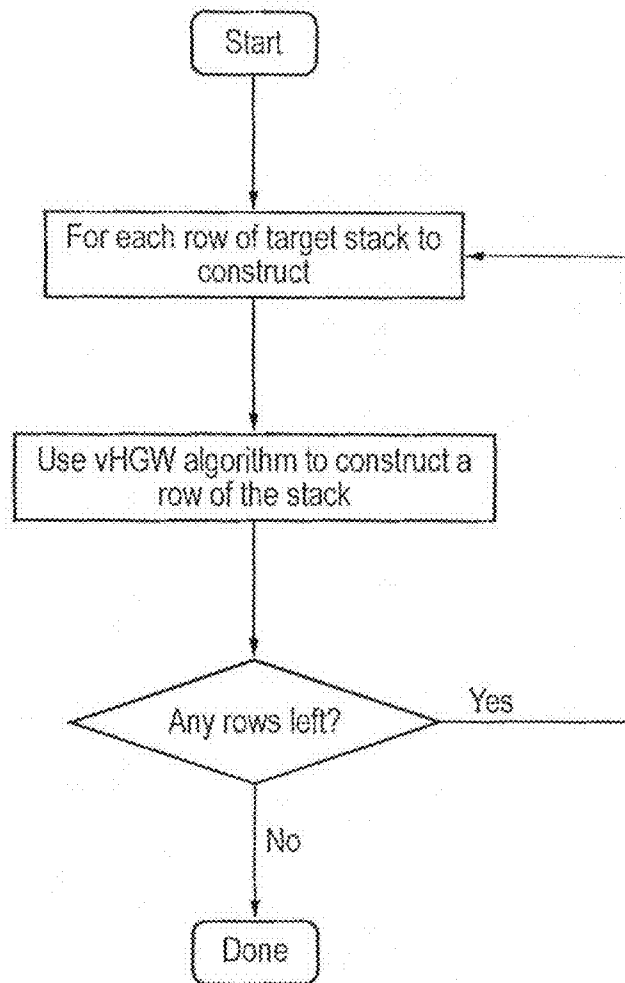 Start
For each row of target stack to
construct
Use vHGW algorithm to construct a
row of the stack
Any rows left?
Yes
No
Done